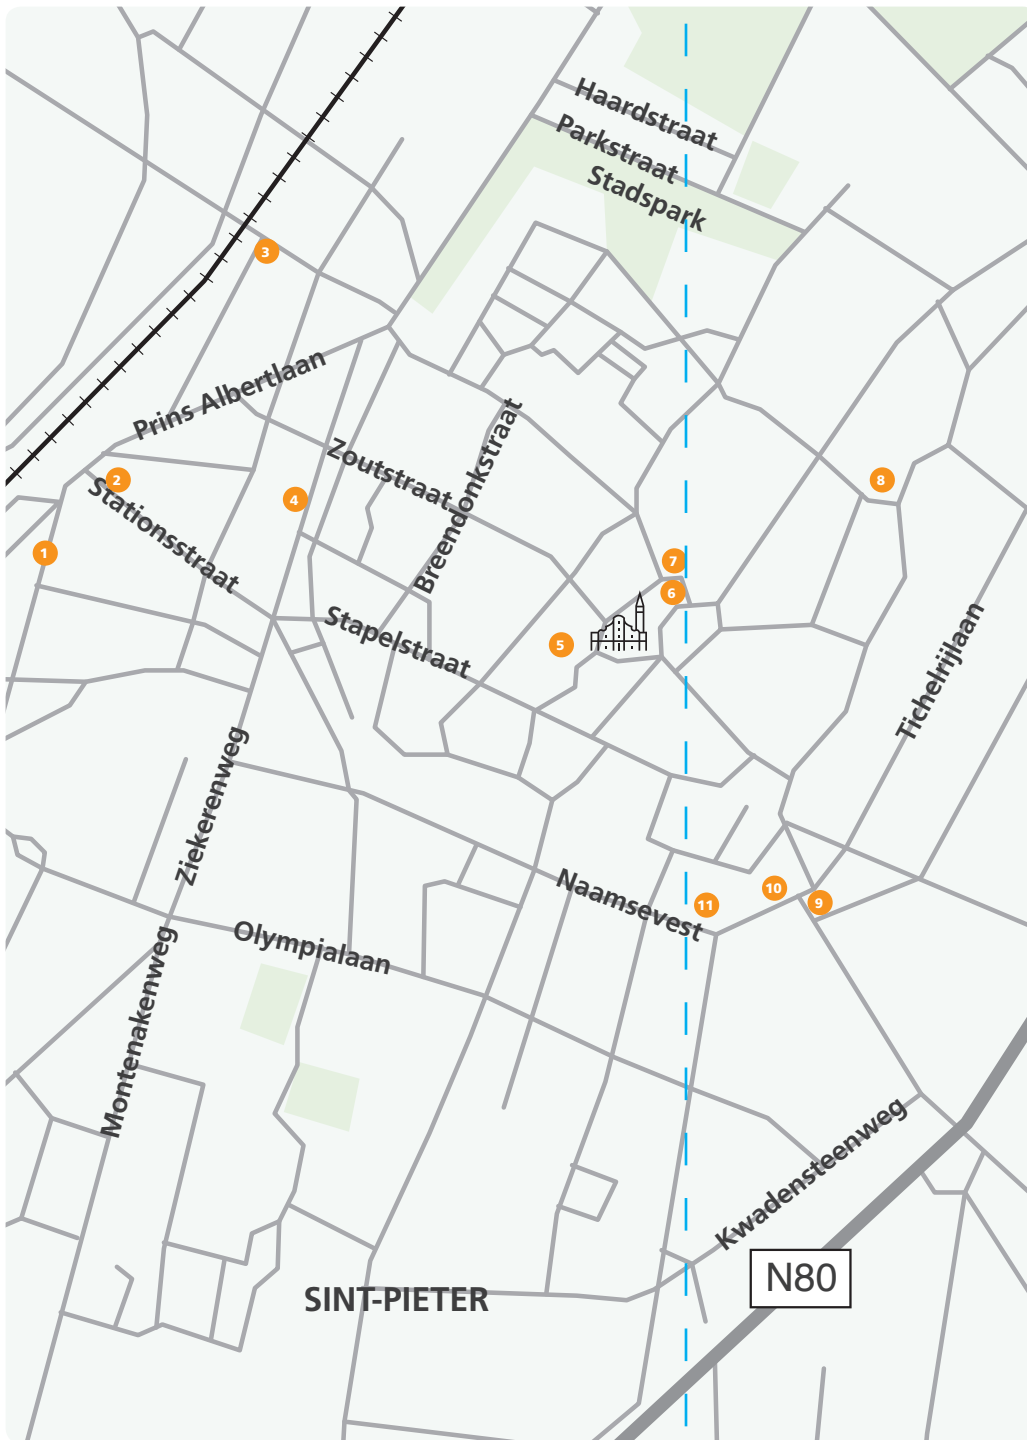 Haardstraat
Parkstraat
Stadspark
3
Prins Albertlaan
Zoutstraat
Breendonkstraat
2
Stationsstraat
4
8
1
7
6
5
Stapelstraat
Tichelrijlaan
Ziekerenweg
Naamsevest
10
9
11
Olympialaan
Montenakenweg
Kwadensteenweg
N80
SINT-PIETER